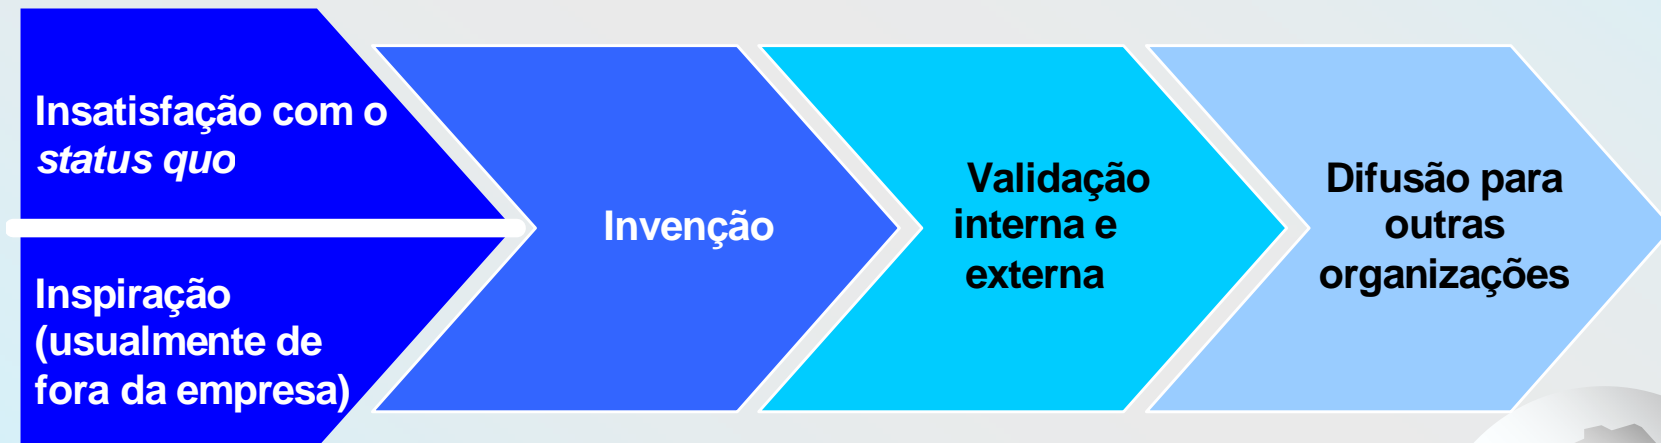 Insatisfação com o
status quo
Inspiração
(usualmente de
fora da empresa)
Invenção
Validação
interna e
externa
Difusão para
outras
organizações